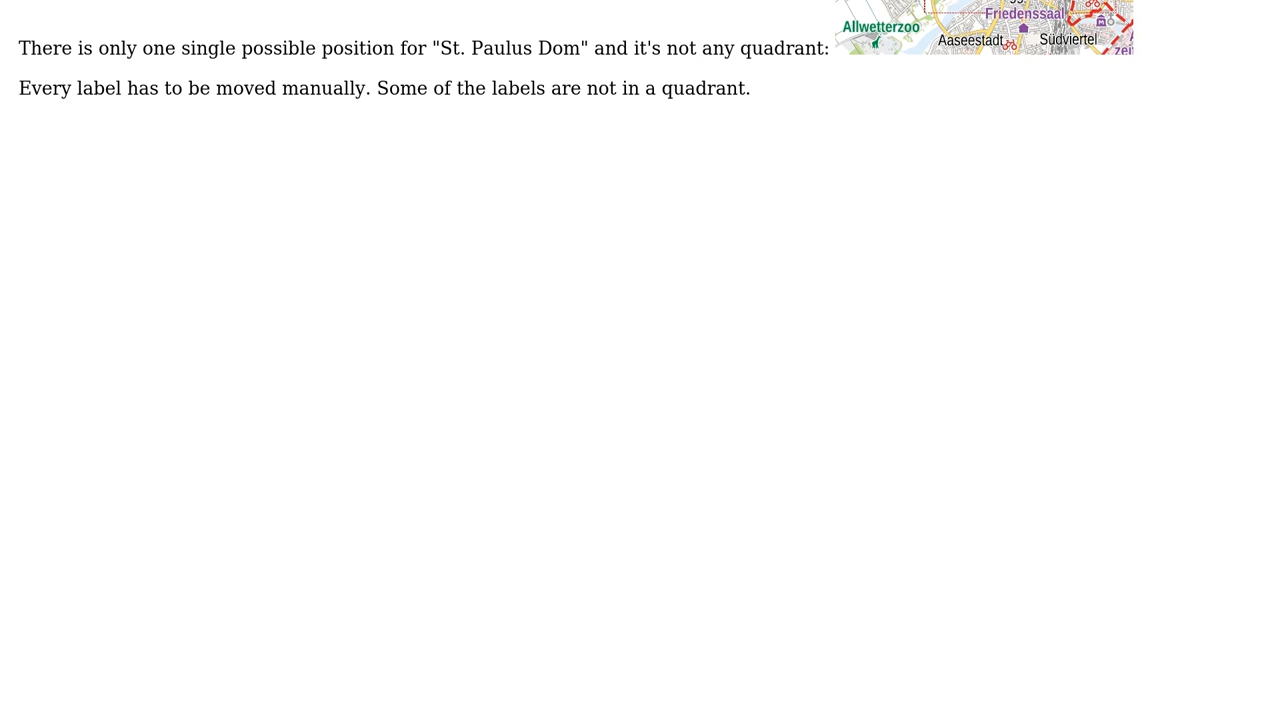 Friedenssaal
Allwetterzoo
Aaseestadt
Südviertel
zei
There is only one single possible position for "St. Paulus Dom" and it's not any quadrant:
Every label has to be moved manually. Some of the labels are not in a quadrant.